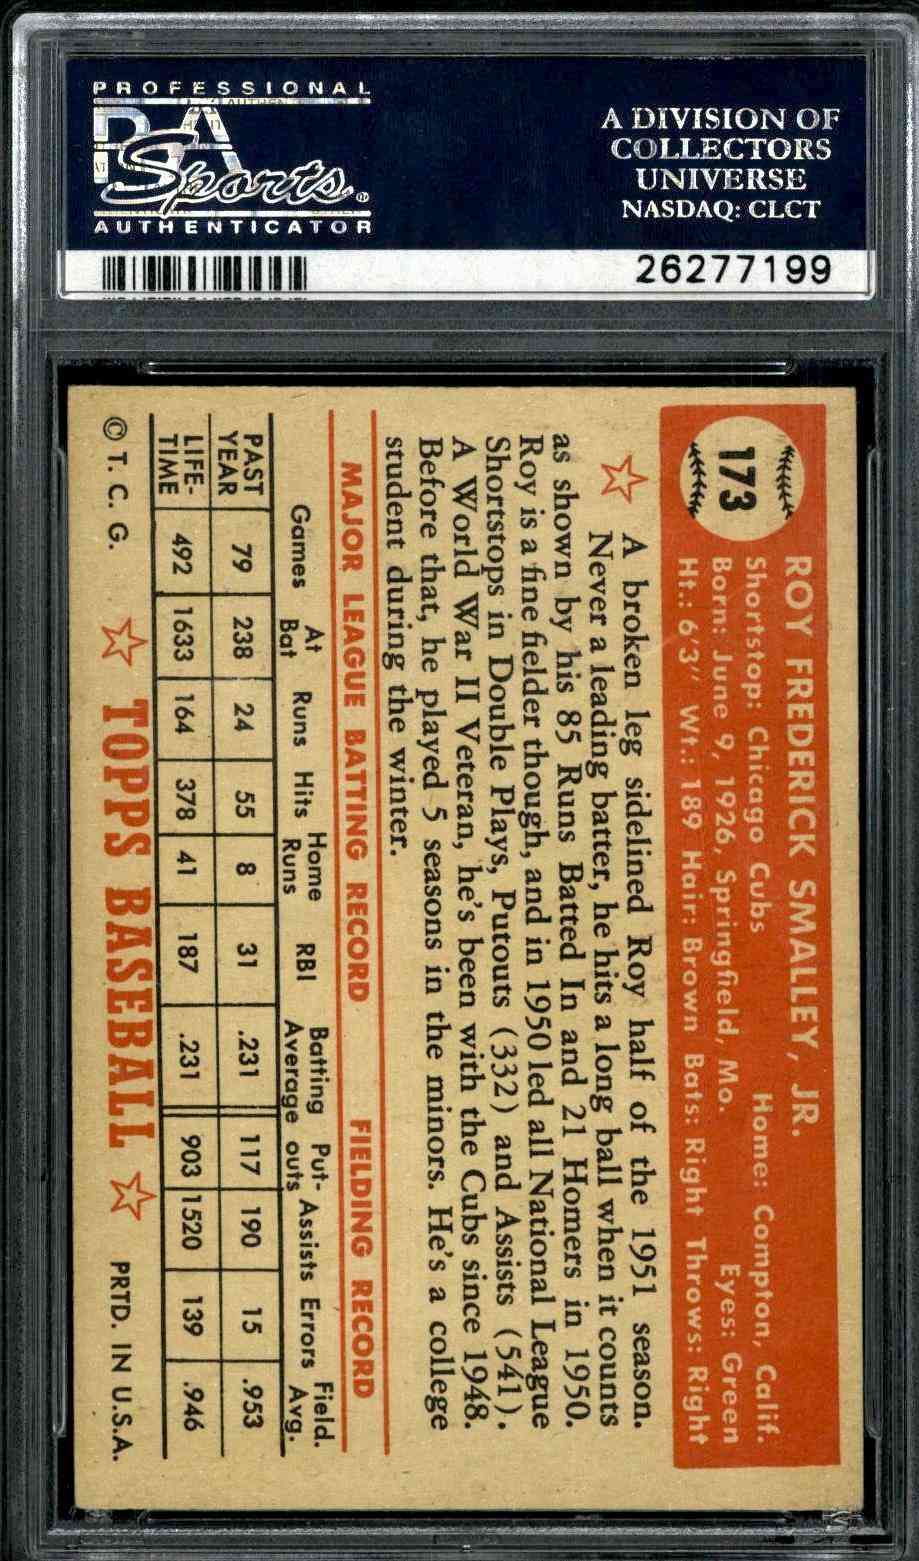 PROFESSIONAL
PSA
Sports
AUTHENTICATOR
A DIVISION OF
COLLECTORS
UNIVERSE
NASDAQ: CLCT
26277199
173
ROY FREDERICK SMALLEY, JR.
Shortstop: Chicago Cubs Home: Compton, Calif.
Born: June 9, 1926, Springfield, Mo. Eyes: Green
Ht.: 6'3" Wt.: 189 Hair: Brown Bats: Right Throws: Right
A broken leg sidelined Roy half of the 1951 season.
Never a leading batter, he hits a long ball when it counts
as shown by his 85 Runs Batted In and 21 Homers in 1950.
Roy is a fine fielder though, and in 1950 led all National League
Shortstops in Double Plays, Putouts (332) and Assists (541).
A World War II Veteran, he's been with the Cubs since 1948.
Before that, he played 5 seasons in the minors. He's a college
student during the winter.
MAJOR LEAGUE BATTING RECORD FIELDING RECORD
Games At Bat Runs Hits Home Runs RBI Batting Average Put-outs Assists Errors Field. Avg.
PAST YEAR 79 238 24 55 8 31 .231 117 190 15 .953
LIFE-TIME 492 1633 164 378 41 187 .231 903 1520 139 .946
© T. C. G. TOPPS BASEBALL PRTD. IN U.S.A.